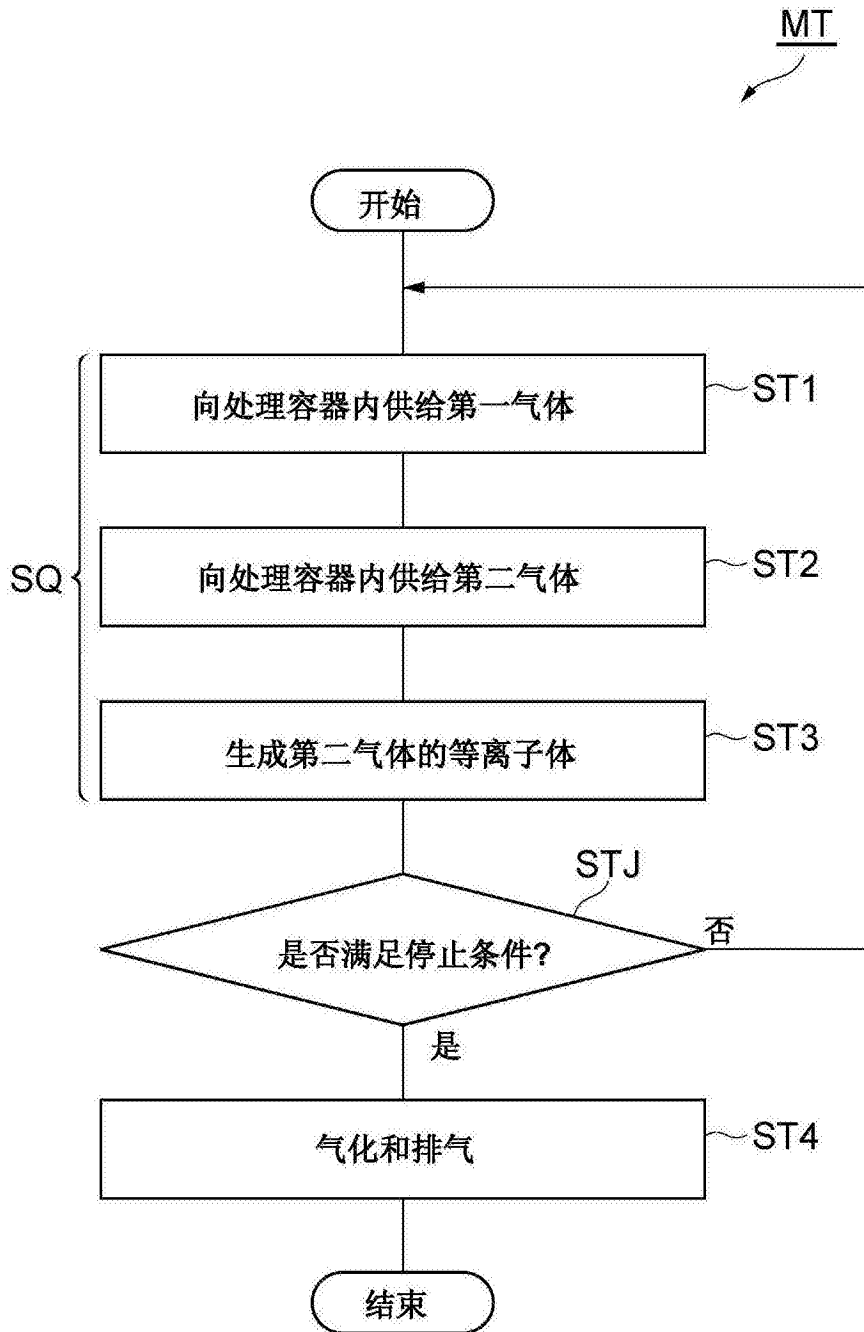 MT
开始
向处理容器内供给第一气体
ST1
SQ
向处理容器内供给第二气体
ST2
生成第二气体的等离子体
ST3
STJ
是否满足停止条件?
否
是
气化和排气
ST4
结束